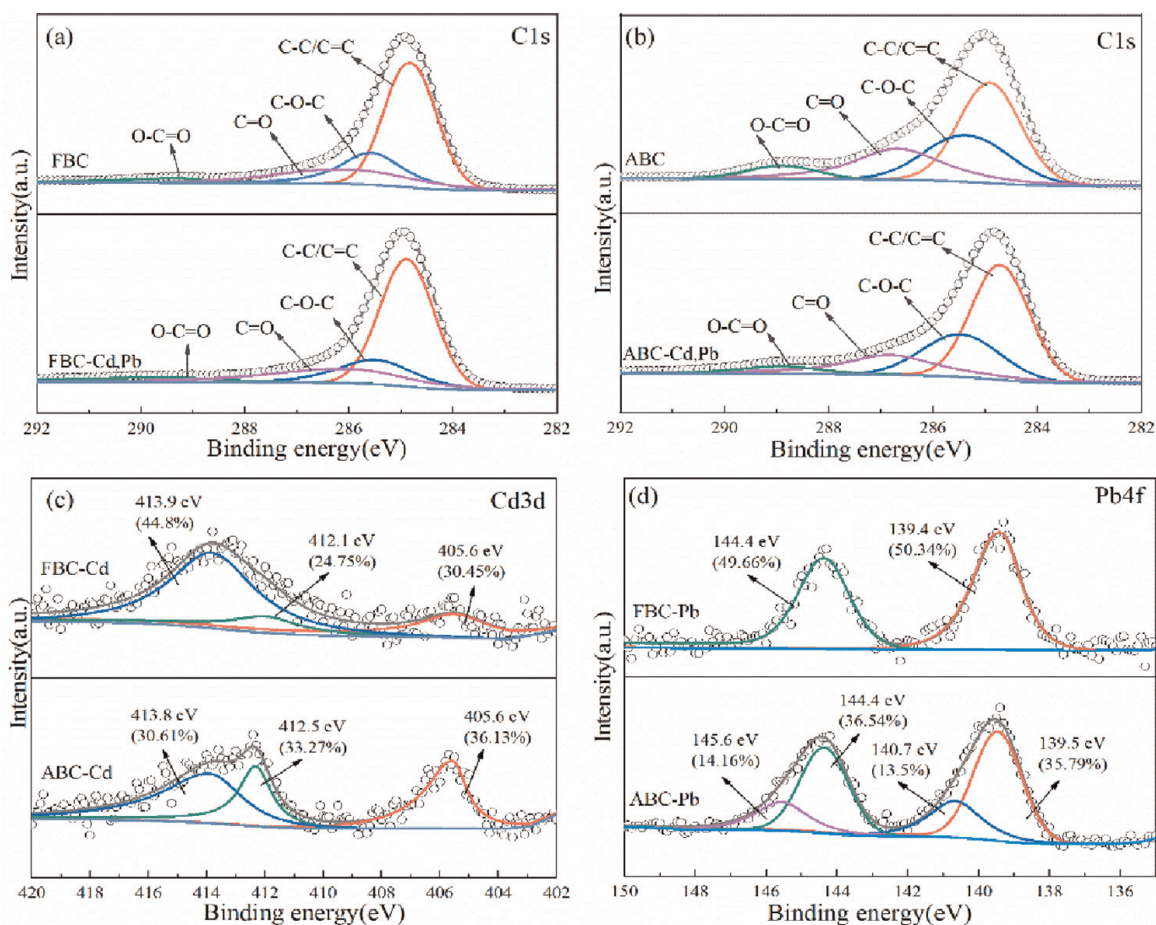 (a)
C1s
C-C/C=C
C-O-C
C=O
O-C=O
FBC
C-C/C=C
C-O-C
C=O
O-C=O
FBC-Cd,Pb
292 290 288 286 284 282
Binding energy(eV)
Intensity(a.u.)
(b)
C1s
C-C/C=C
C-O-C
C=O
O-C=O
ABC
C-C/C=C
C-O-C
C=O
O-C=O
ABC-Cd,Pb
292 290 288 286 284 282
Binding energy(eV)
Intensity(a.u.)
(c)
Cd3d
413.9 eV
(44.8%)
412.1 eV
(24.75%)
405.6 eV
(30.45%)
FBC-Cd
413.8 eV
(30.61%)
412.5 eV
(33.27%)
405.6 eV
(36.13%)
ABC-Cd
420 416 414 412 410 408 406 404 402
Binding energy(eV)
Intensity(a.u.)
(d)
Pb4f
144.4 eV
(49.66%)
139.4 eV
(50.34%)
FBC-Pb
145.6 eV
(14.16%)
144.4 eV
(36.54%)
140.7 eV
(13.5%)
139.5 eV
(35.79%)
ABC-Pb
150 148 146 144 142 140 138 136
Binding energy(eV)
Intensity(a.u.)